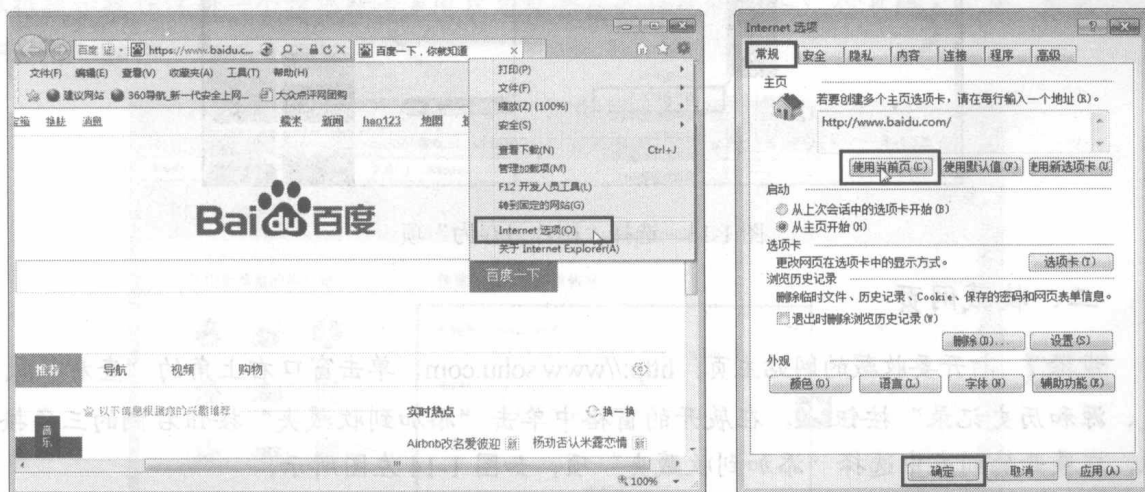 百度
https://www.baidu.c...
百度一下，你就知道
文件(F) 编辑(E) 查看(V) 收藏夹(A) 工具(T) 帮助(H)
建议网站 360导航_新一代安全上网... 大众点评网团购
消息 糯米 新闻 hao123 地图
打印(P)
文件(F)
缩放(Z) (100%)
安全(S)
查看下载(N) Ctrl+J
管理加载项(M)
F12 开发人员工具(L)
转到固定的网站(G)
Internet 选项(O)
关于 Internet Explorer(A)
Bai du 百度
百度一下
推荐 导航 视频 购物
以下信息根据您的兴趣推荐
音乐
实时热点 换一换
Airbnb改名爱彼迎 新 杨幂否认米露恋情 新
100%
Internet 选项
常规 安全 隐私 内容 连接 程序 高级
主页
若要创建多个主页选项卡，请在每行输入一个地址(R)。
http://www.baidu.com/
使用当前页(C) 使用默认值(F) 使用新选项卡(U)
启动
从上次会话中的选项卡开始(B)
从主页开始(H)
选项卡
更改网页在选项卡中的显示方式。 选项卡(T)
浏览历史记录
删除临时文件、历史记录、Cookie、保存的密码和网页表单信息。
退出时删除浏览历史记录(W)
删除(D)... 设置(S)
外观
颜色(O) 语言(L) 字体(N) 辅助功能(E)
确定 取消 应用(A)